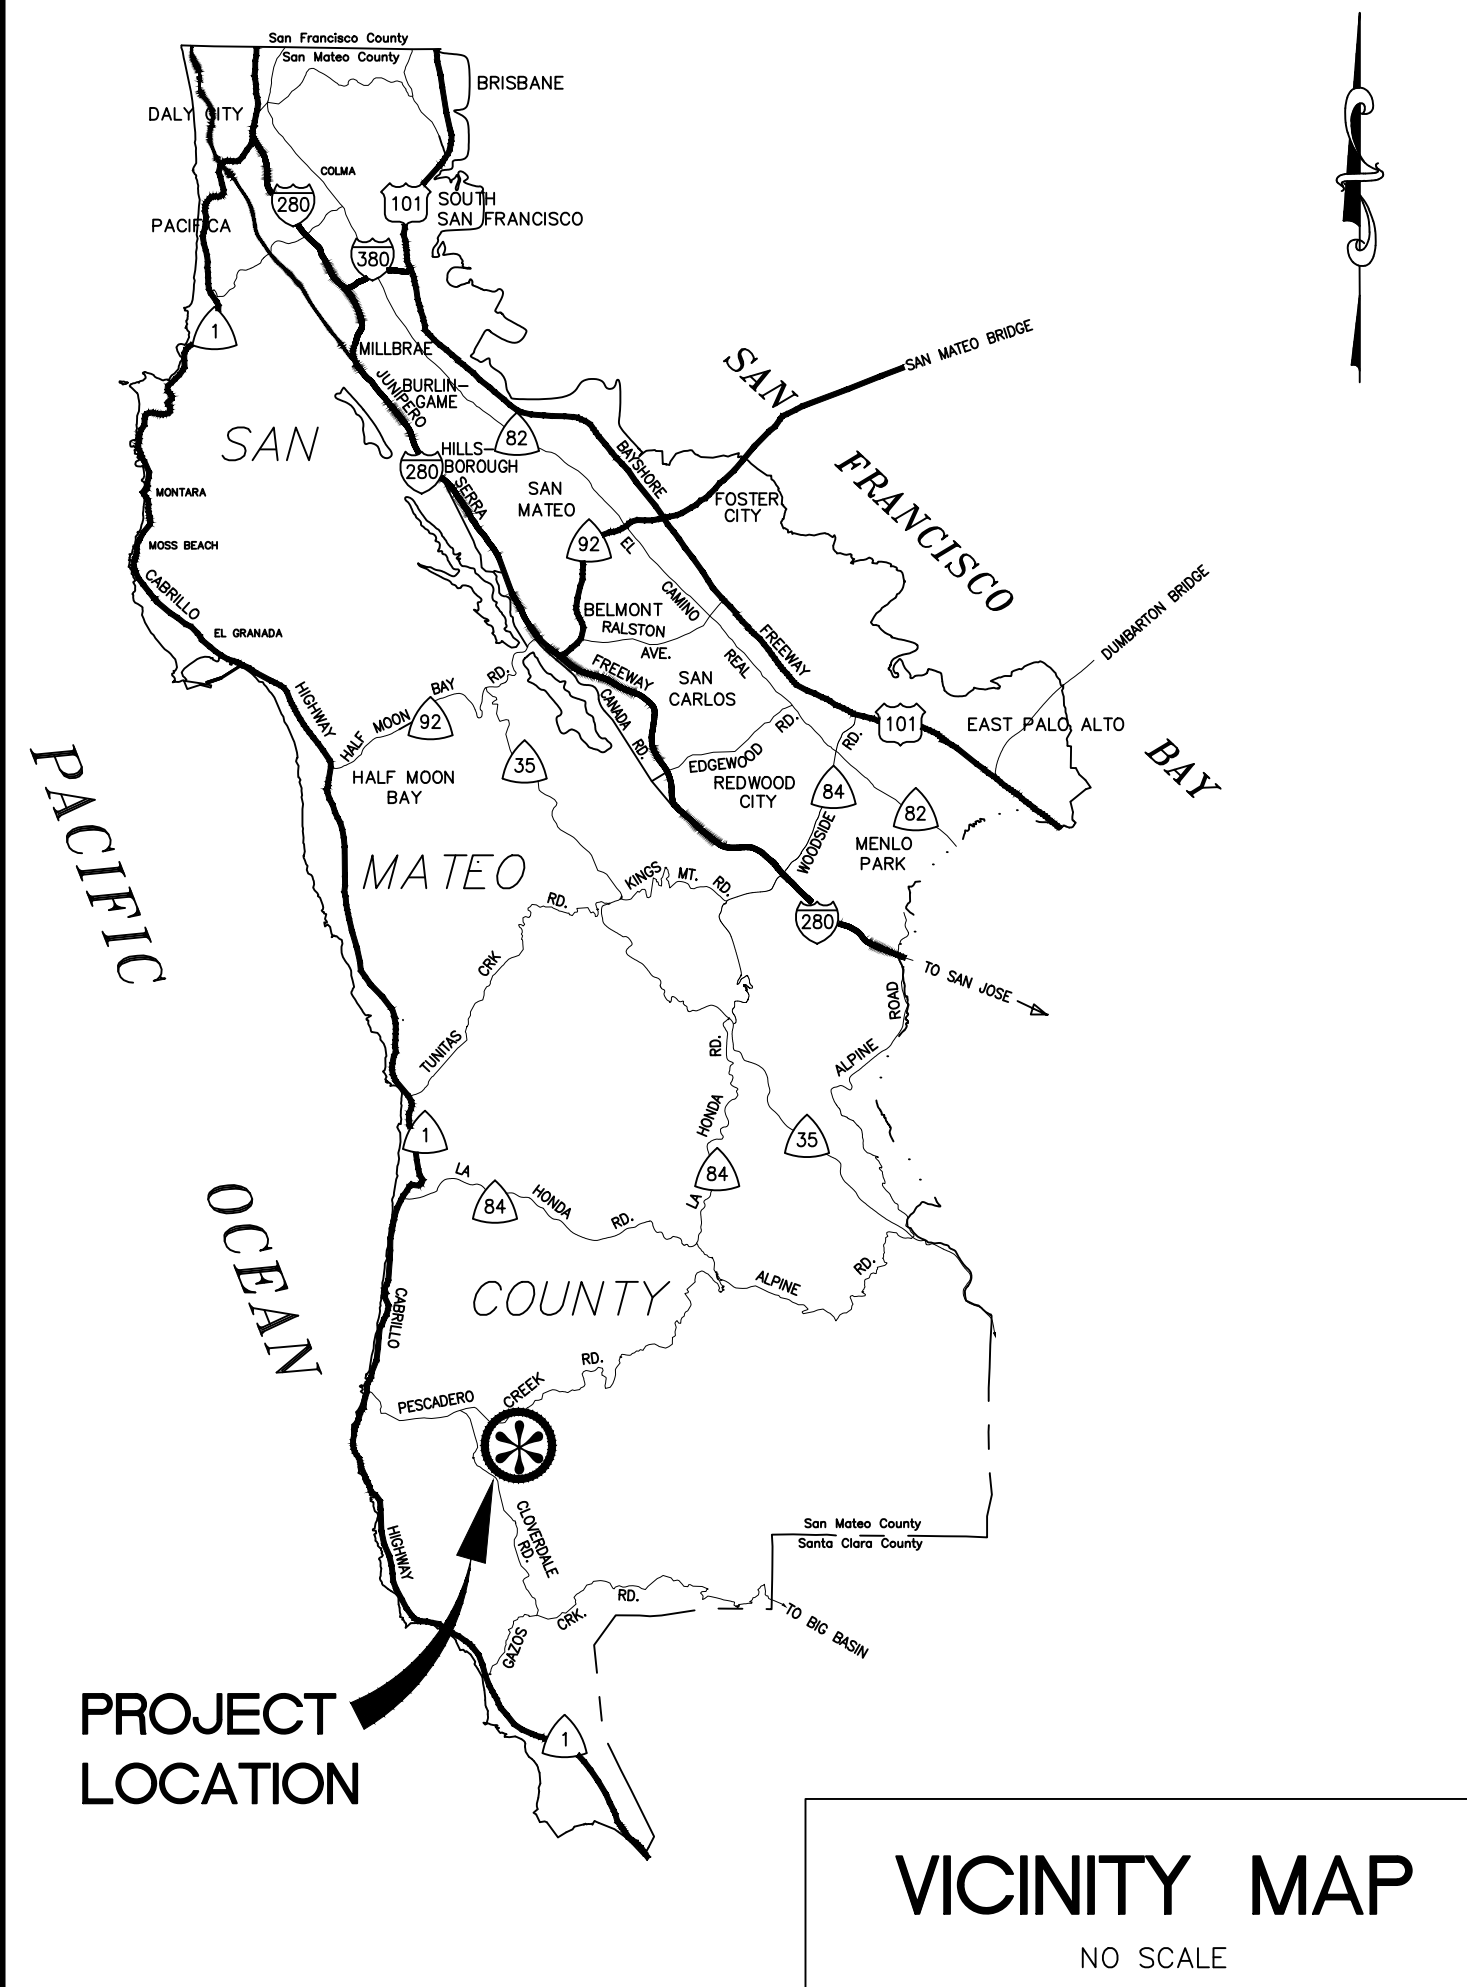 San Francisco County
San Mateo County
BRISBANE
DALY CITY
COLMA
280
101
SOUTH
SAN FRANCISCO
PACIFICA
380
1
MILLBRAE
SAN MATEO BRIDGE
SAN
FRANCISCO
BAY
JUNIPERO
BURLIN-
GAME
SAN
82
HILLS-
BOROUGH
280
SERRA
BAYSHORE
SAN
MATEO
FOSTER
CITY
MONTARA
92
EL
MOSS BEACH
CABRILLO
CAMINO
BELMONT
RALSTON
AVE.
DUMBARTON BRIDGE
EL GRANADA
FREEWAY
REAL
HIGHWAY
HALF MOON BAY RD.
92
FREEWAY
SAN
CARLOS
CANADA RD.
RD.
RD.
101
EAST PALO ALTO
35
EDGEWOOD
REDWOOD
CITY
84
82
HALF MOON
BAY
PACIFIC
WOODSIDE
MENLO
PARK
MATEO
KINGS MT. RD.
RD.
280
CRK
TO SAN JOSE
ROAD
TUNITAS
RD.
ALPINE
HONDA
1
35
84
LA
LA
84
HONDA
RD.
OCEAN
RD.
ALPINE
COUNTY
CABRILLO
RD.
PESCADERO
CREEK
CLOVERDALE
RD.
San Mateo County
Santa Clara County
HIGHWAY
RD.
CRK.
GAZOS
TO BIG BASIN
PROJECT
LOCATION
1
VICINITY MAP
NO SCALE